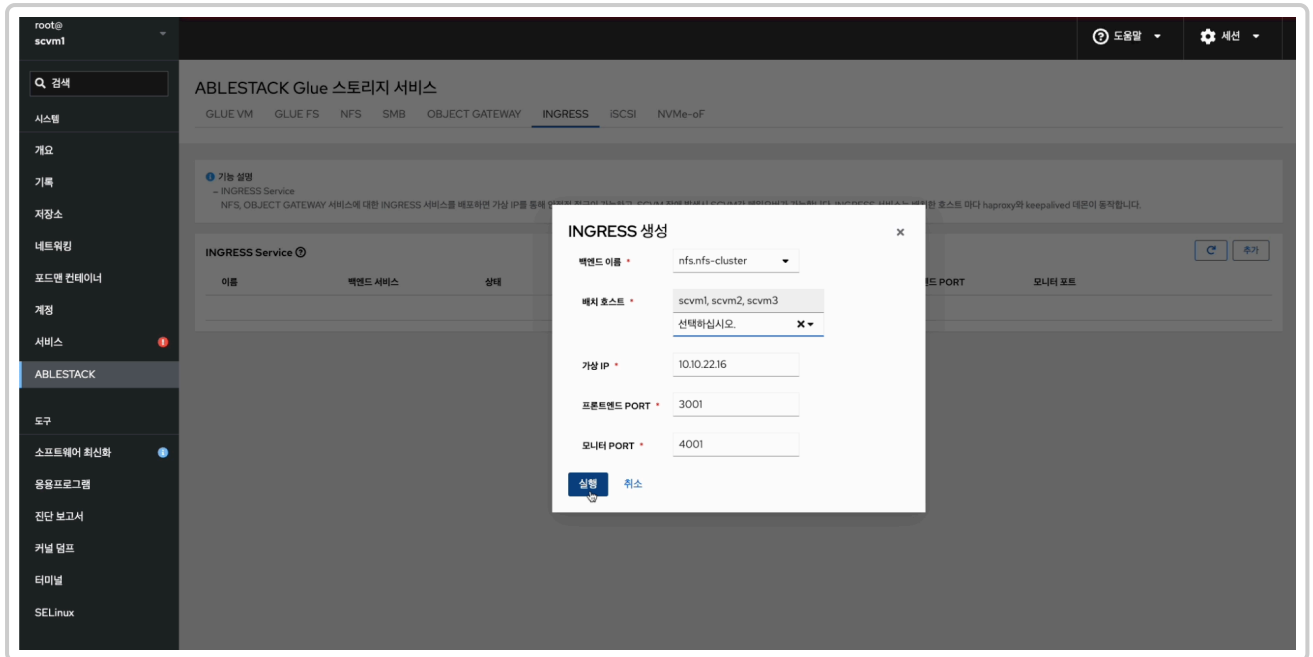 root@
scvm1
도움말
세션
검색
시스템
개요
기록
저장소
네트워킹
포드맨 컨테이너
계정
서비스
ABLESTACK
도구
소프트웨어 최신화
응용프로그램
진단 보고서
커널 덤프
터미널
SELinux
ABLESTACK Glue 스토리지 서비스
GLUE VM GLUE FS NFS SMB OBJECT GATEWAY INGRESS iSCSI NVMe-oF
기능 설명
– INGRESS Service
NFS, OBJECT GATEWAY 서비스에 대한 INGRESS 서비스를 배포하면 가상 IP를 통해
호스트 마다 haproxy와 keepalived 데몬이 동작합니다.
INGRESS Service
추가
이름 백엔드 서비스 상태 PORT 모니터 포트
INGRESS 생성
백엔드 이름 * nfs.nfs-cluster
배치 호스트 * scvm1, scvm2, scvm3
선택하십시오.
가상 IP * 10.10.22.16
프론트엔드 PORT * 3001
모니터 PORT * 4001
실행 취소